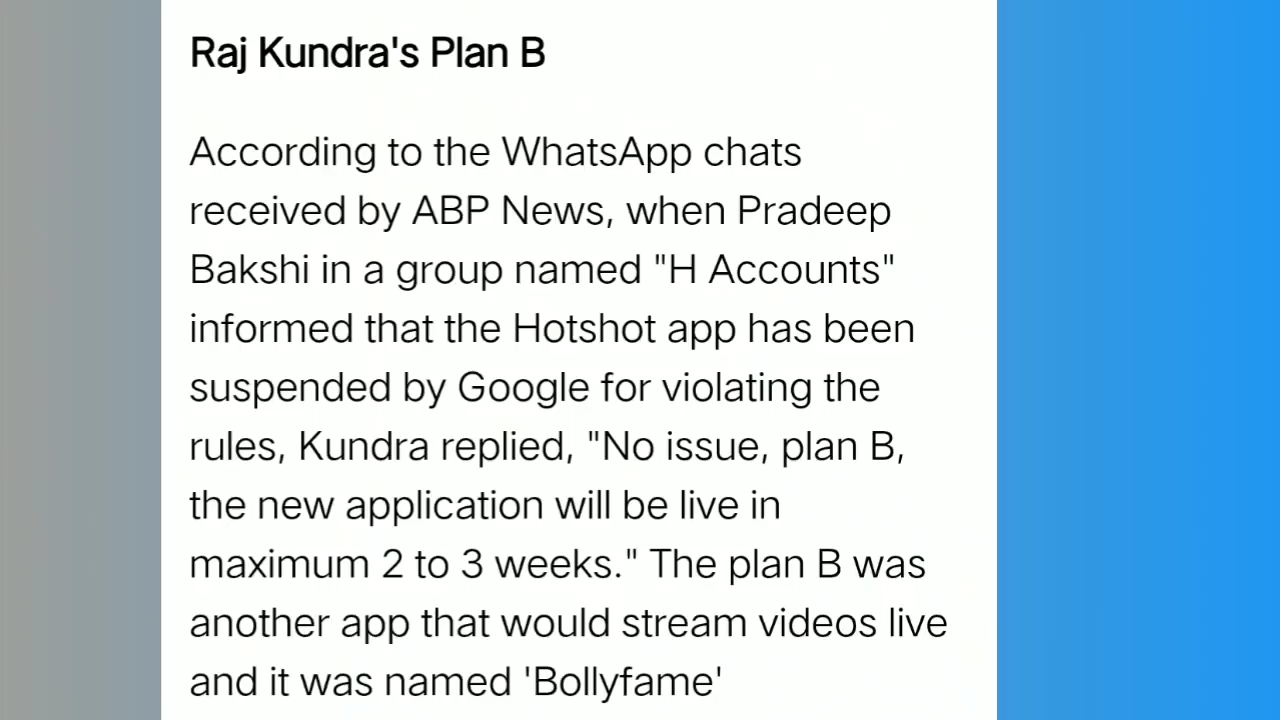 Raj Kundra's Plan B
According to the WhatsApp chats
received by ABP News, when Pradeep
Bakshi in a group named "H Accounts"
informed that the Hotshot app has been
suspended by Google for violating the
rules, Kundra replied, "No issue, plan B,
the new application will be live in
maximum 2 to 3 weeks." The plan B was
another app that would stream videos live
and it was named 'Bollyfame'